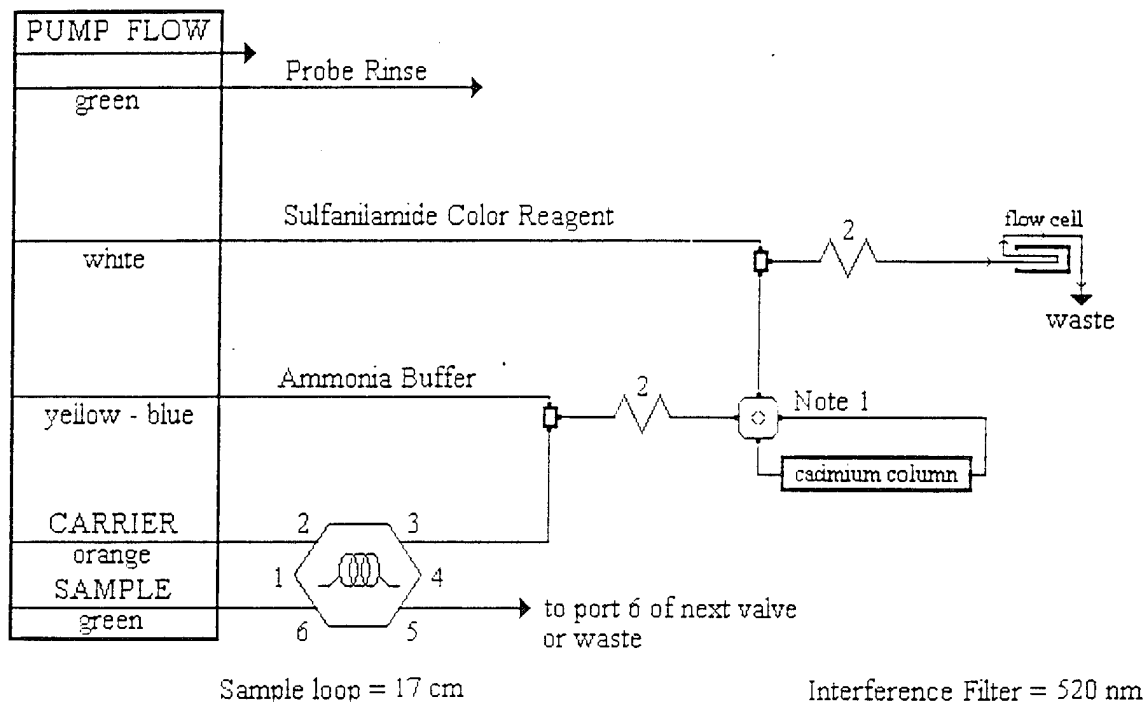 PUMP FLOW
Probe Rinse
green
Sulfanilamide Color Reagent
white
2
flow cell
waste
Ammonia Buffer
yellow - blue
2
Note 1
cadmium column
CARRIER
orange
2
3
1
4
SAMPLE
green
6
5
to port 6 of next valve
or waste
Sample loop = 17 cm
Interference Filter = 520 nm